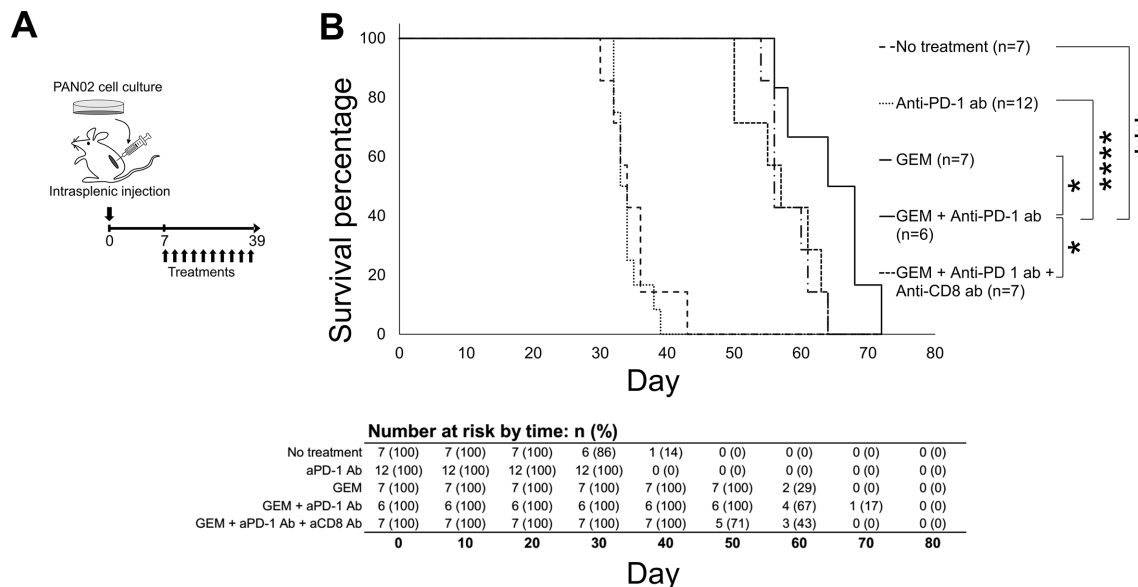 A
PAN02 cell culture
Intrasplenic injection
0 7 39
Treatments
B
Survival percentage
100
80
60
40
20
0
0 10 20 30 40 50 60 70 80
Day
No treatment (n=7)
Anti-PD-1 ab (n=12)
GEM (n=7)
GEM + Anti-PD-1 ab
(n=6)
GEM + Anti-PD 1 ab +
Anti-CD8 ab (n=7)
*
*
****
Number at risk by time: n (%)
No treatment 7 (100) 7 (100) 7 (100) 6 (86) 1 (14) 0 (0) 0 (0) 0 (0) 0 (0)
aPD-1 Ab 12 (100) 12 (100) 12 (100) 12 (100) 0 (0) 0 (0) 0 (0) 0 (0) 0 (0)
GEM 7 (100) 7 (100) 7 (100) 7 (100) 7 (100) 7 (100) 2 (29) 0 (0) 0 (0)
GEM + aPD-1 Ab 6 (100) 6 (100) 6 (100) 6 (100) 6 (100) 6 (100) 4 (67) 1 (17) 0 (0)
GEM + aPD-1 Ab + aCD8 Ab 7 (100) 7 (100) 7 (100) 7 (100) 7 (100) 5 (71) 3 (43) 0 (0) 0 (0)
0 10 20 30 40 50 60 70 80
Day